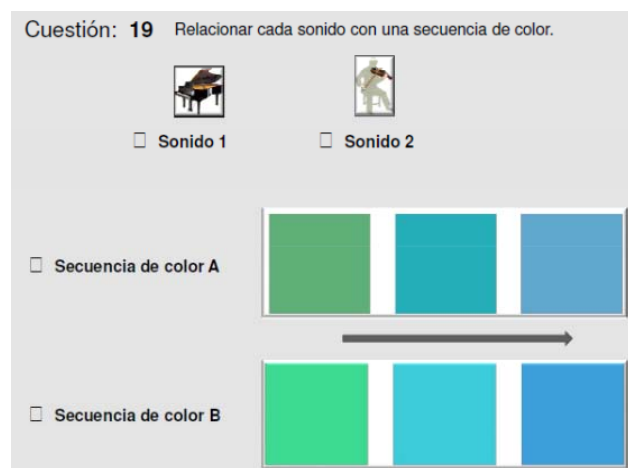 Cuestión: 19 Relacionar cada sonido con una secuencia de color.
Sonido 1 Sonido 2
Secuencia de color A
Secuencia de color B